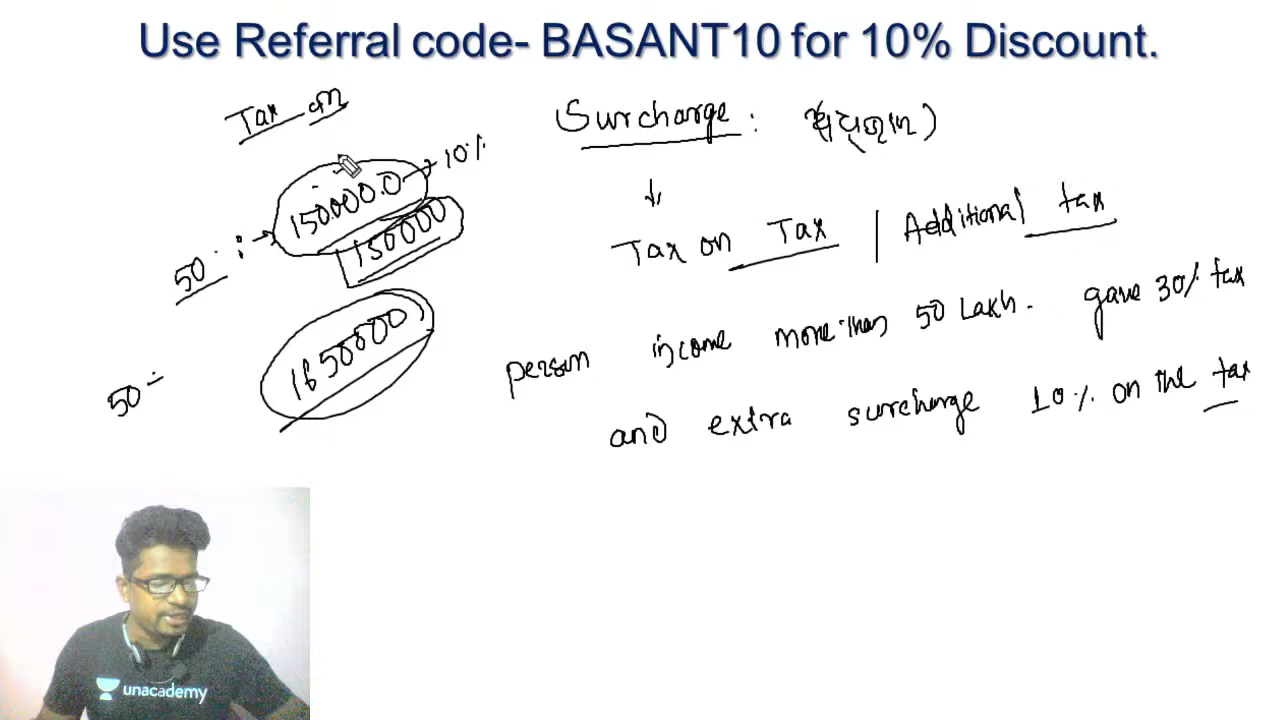 Use Referral code- BASANT10 for 10% Discount.
Tax on
Surcharge :
150000.0 → 10%
150000
50
Tax on Tax | Additional tax
1650000
50
person income more than 50 Lakh. gave 30% tax
and extra surcharge 10% on the tax
unacademy